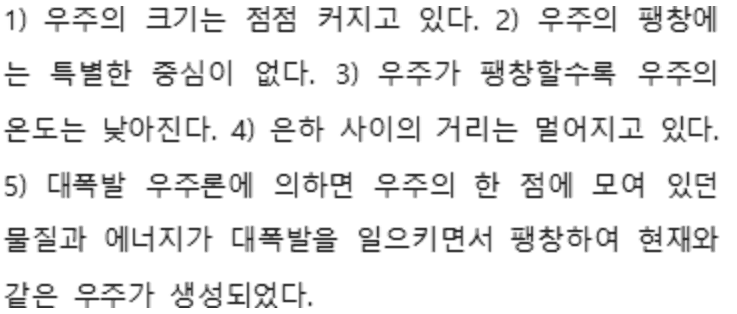 1) 우주의 크기는 점점 커지고 있다. 2) 우주의 팽창에
는 특별한 중심이 없다. 3) 우주가 팽창할수록 우주의
온도는 낮아진다. 4) 은하 사이의 거리는 멀어지고 있다.
5) 대폭발 우주론에 의하면 우주의 한 점에 모여 있던
물질과 에너지가 대폭발을 일으키면서 팽창하여 현재와
같은 우주가 생성되었다.